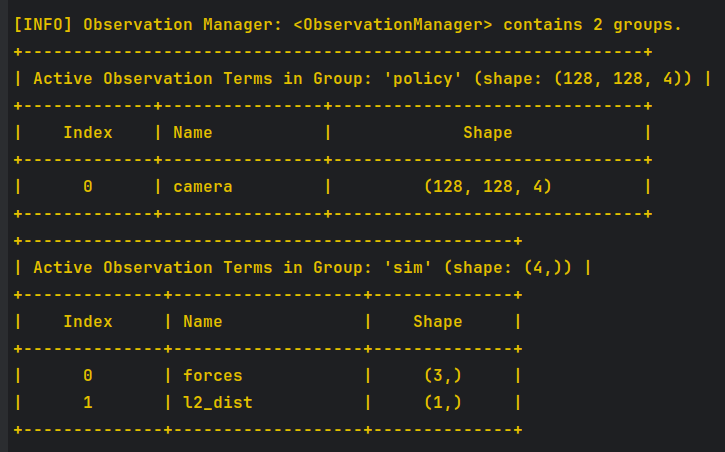 [INFO] Observation Manager: <ObservationManager> contains 2 groups.
+---------------------------------------------------------------+
| Active Observation Terms in Group: 'policy' (shape: (128, 128, 4)) |
+-------------+----------------+-------------------------------+
|    Index    | Name           |             Shape             |
+-------------+----------------+-------------------------------+
|      0      | camera         |         (128, 128, 4)         |
+-------------+----------------+-------------------------------+
+--------------------------------------------------+
| Active Observation Terms in Group: 'sim' (shape: (4,)) |
+--------------+-------------------+--------------+
|    Index     | Name              |    Shape     |
+--------------+-------------------+--------------+
|      0       | forces            |     (3,)     |
|      1       | l2_dist           |     (1,)     |
+--------------+-------------------+--------------+